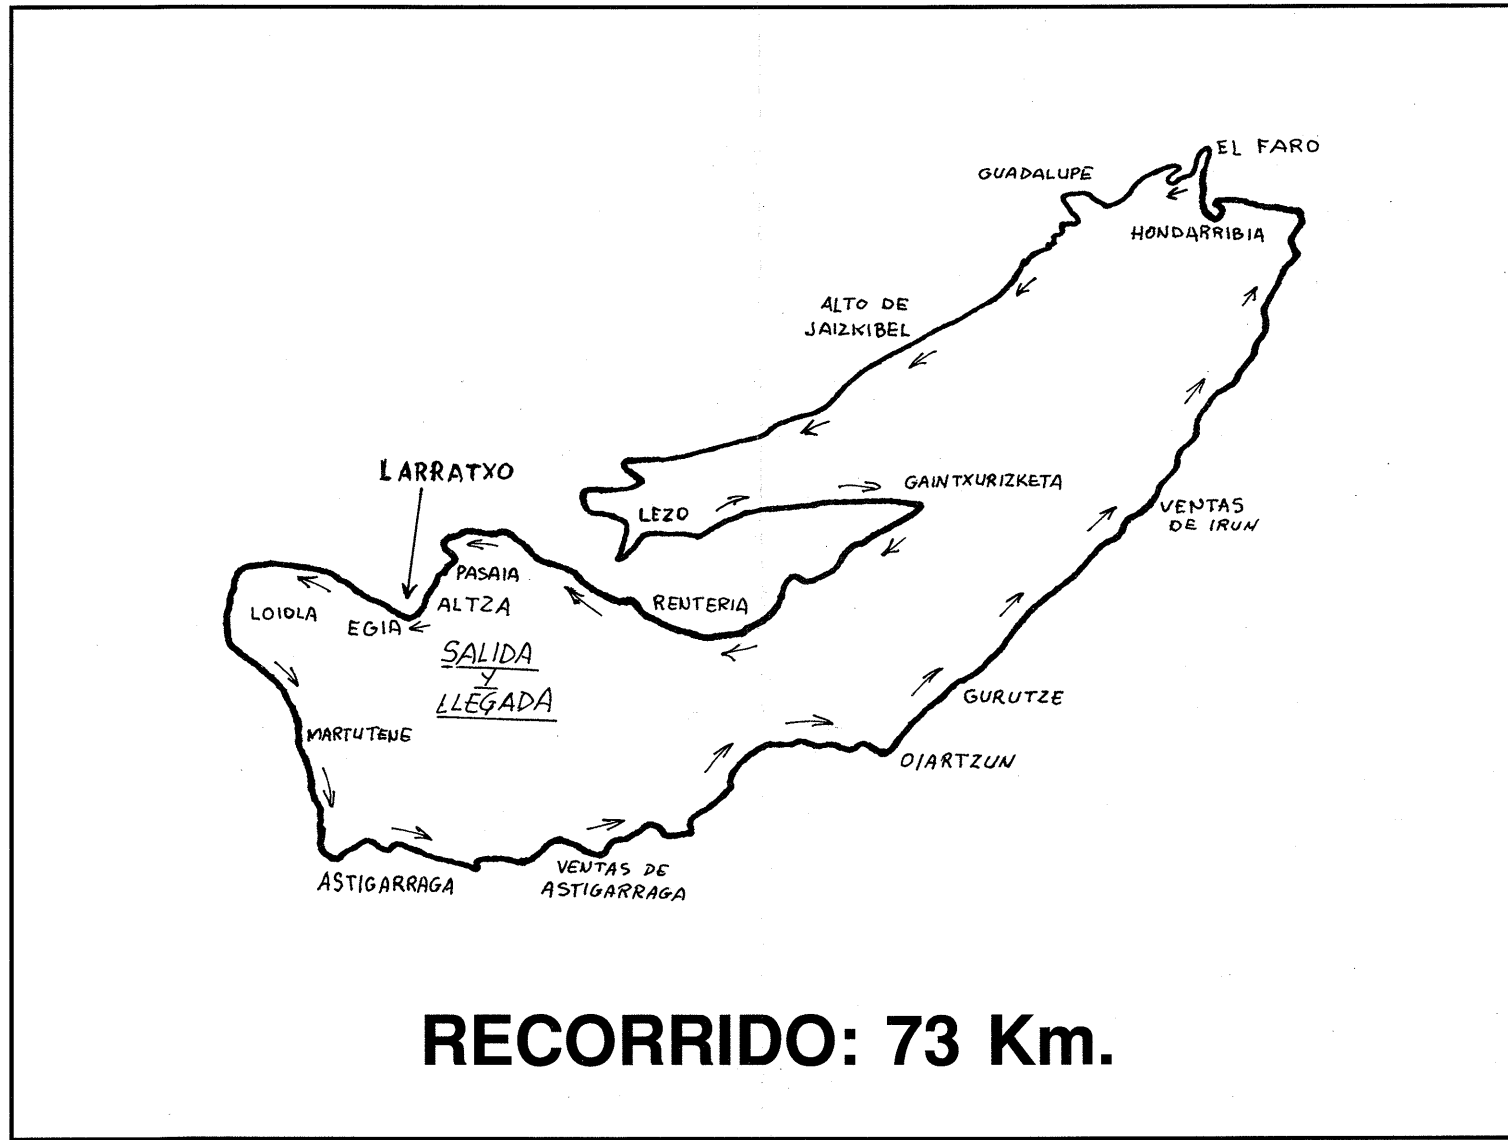 EL FARO
GUADALUPE
HONDARRIBIA
ALTO DE
JAIZKIBEL
LARRATXO
GAINTXURIZKETA
LEZO
VENTAS
DE IRUN
PASAIA
ALTZA
RENTERIA
LOIOLA
EGIA
SALIDA
Y
LLEGADA
GURUTZE
MARTUTENE
OIARTZUN
ASTIGARRAGA
VENTAS DE
ASTIGARRAGA
RECORRIDO: 73 Km.